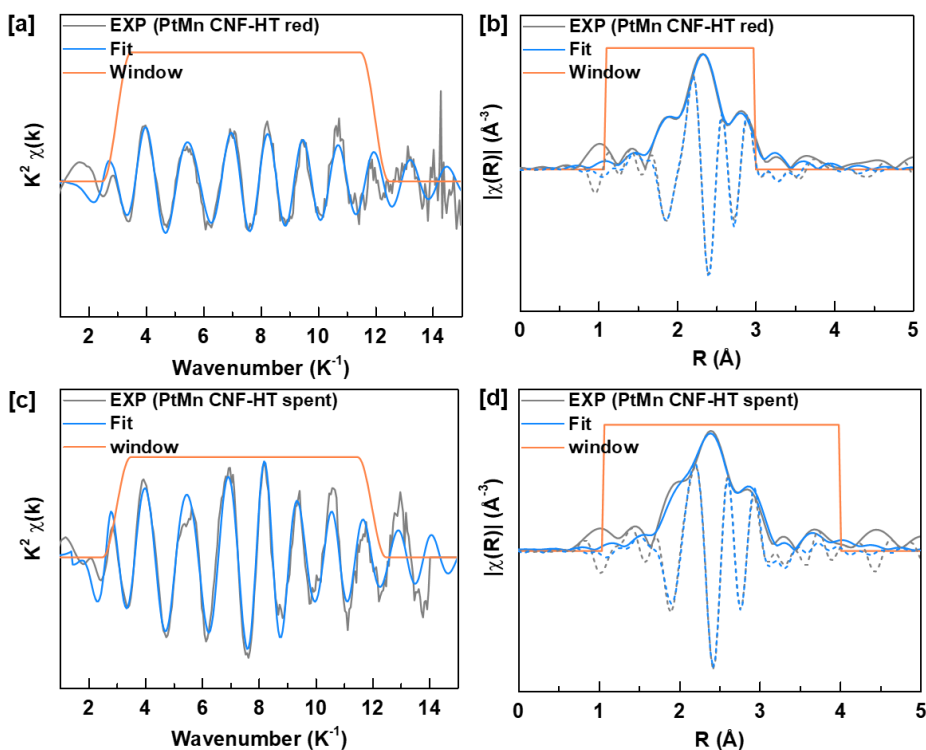 [a]
EXP (PtMn CNF-HT red)
Fit
Window
K² χ(k)
2 4 6 8 10 12 14
Wavenumber (K⁻¹)
[b]
EXP (PtMn CNF-HT red)
Fit
Window
|χ(R)| (Å⁻³)
0 1 2 3 4 5
R (Å)
[c]
EXP (PtMn CNF-HT spent)
Fit
window
K² χ(k)
2 4 6 8 10 12 14
Wavenumber (K⁻¹)
[d]
EXP (PtMn CNF-HT spent)
Fit
window
|χ(R)| (Å⁻³)
0 1 2 3 4 5
R (Å)